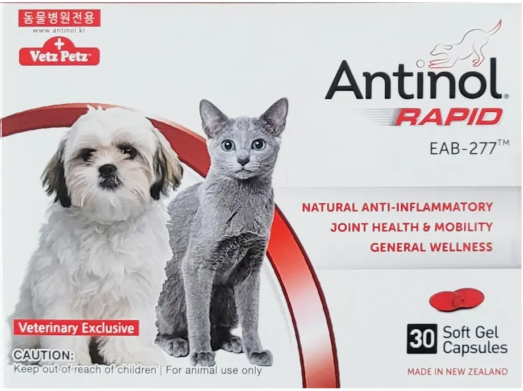 동물병원전용
www.antinol.kr
Vetz Petz™
Antinol®
RAPID
EAB-277™
NATURAL ANTI-INFLAMMATORY
JOINT HEALTH & MOBILITY
GENERAL WELLNESS
Veterinary Exclusive
30 Soft Gel
Capsules
CAUTION:
Keep out of reach of children | For animal use only
MADE IN NEW ZEALAND